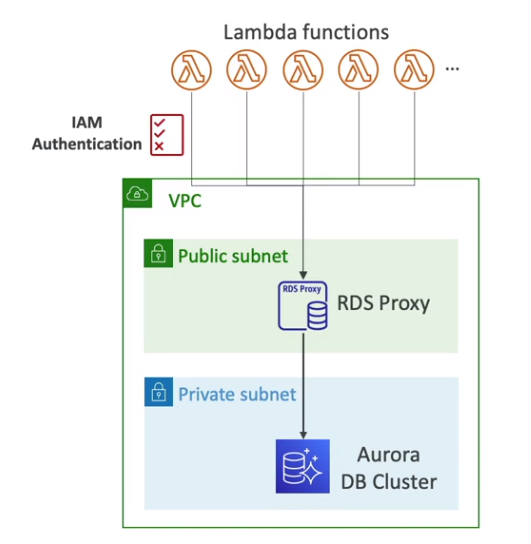 Lambda functions
...
IAM
Authentication
VPC
Public subnet
RDS Proxy
RDS Proxy
Private subnet
Aurora
DB Cluster